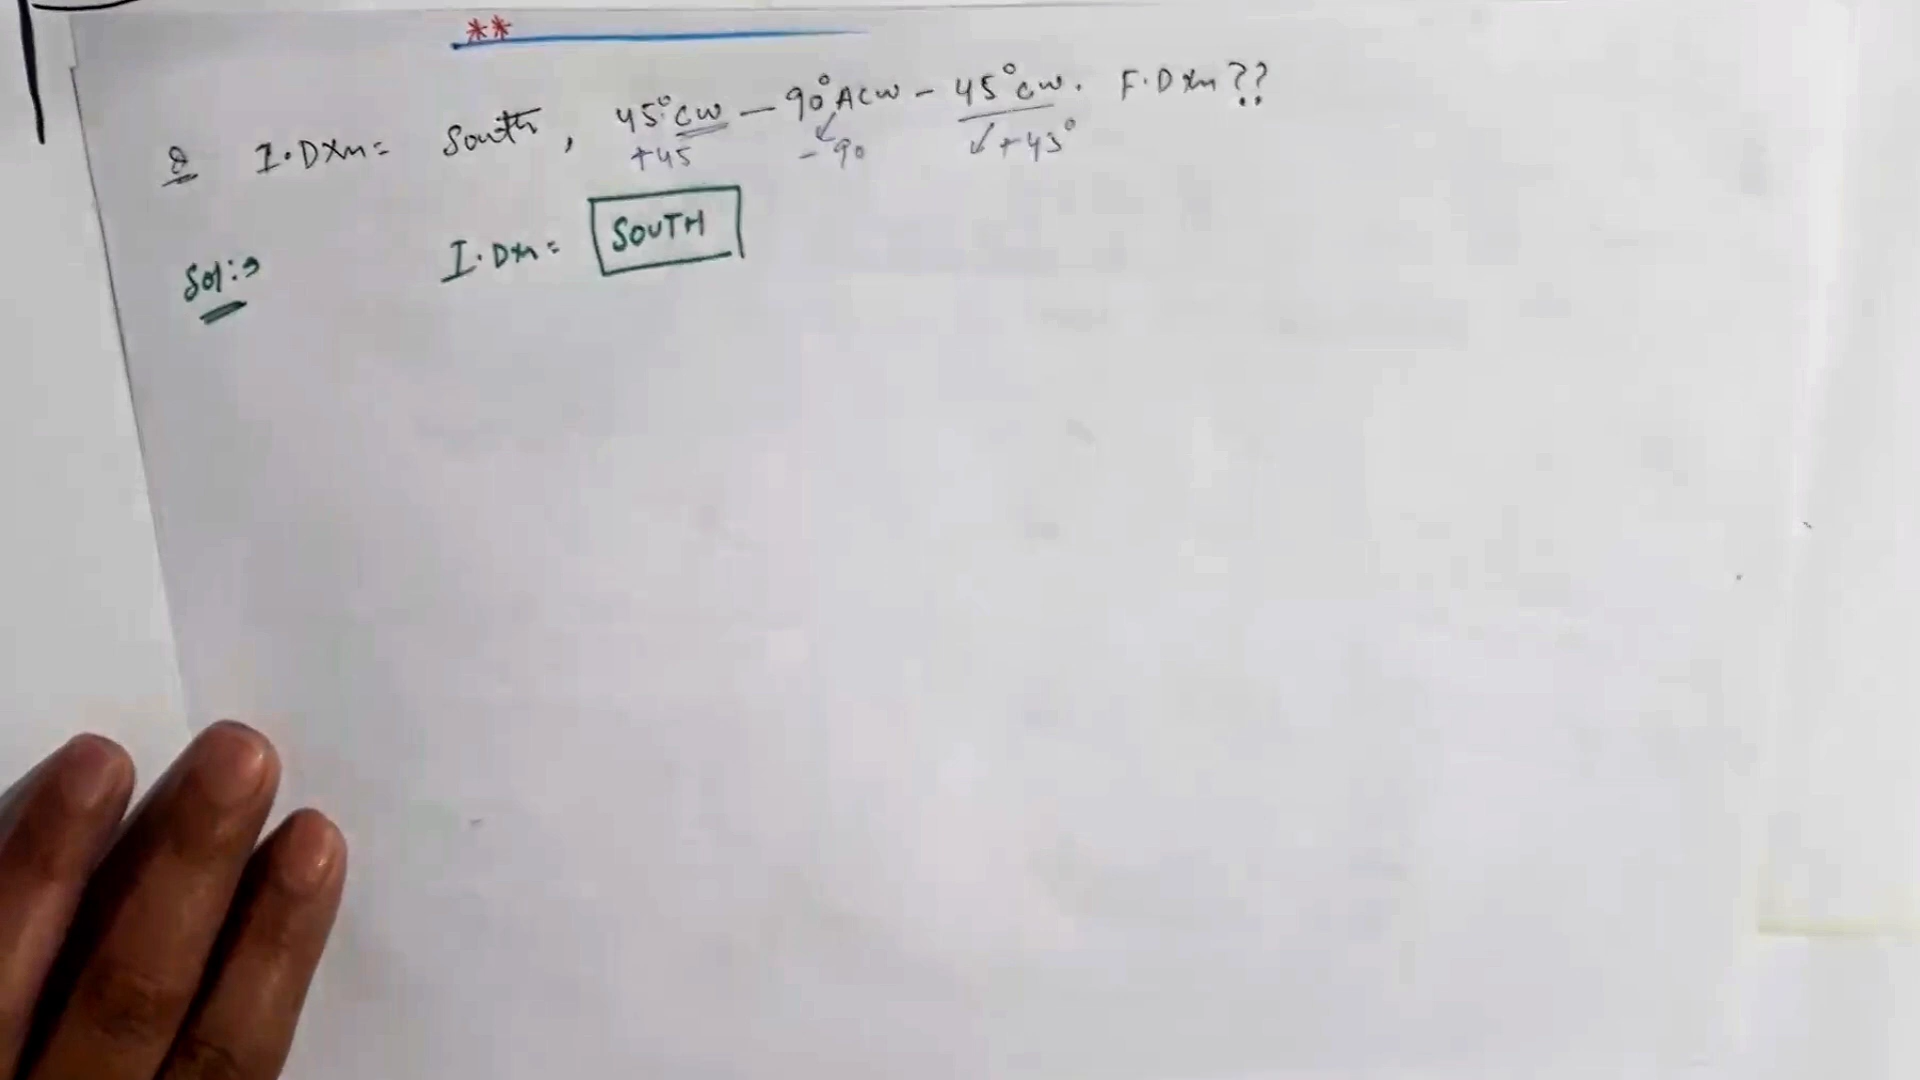 **
Q I.Dxn = South, 45° CW – 90° ACW – 45° CW. F.Dxn??
+45 – 90 + 45°
Sol:→ I.Dxn = SOUTH